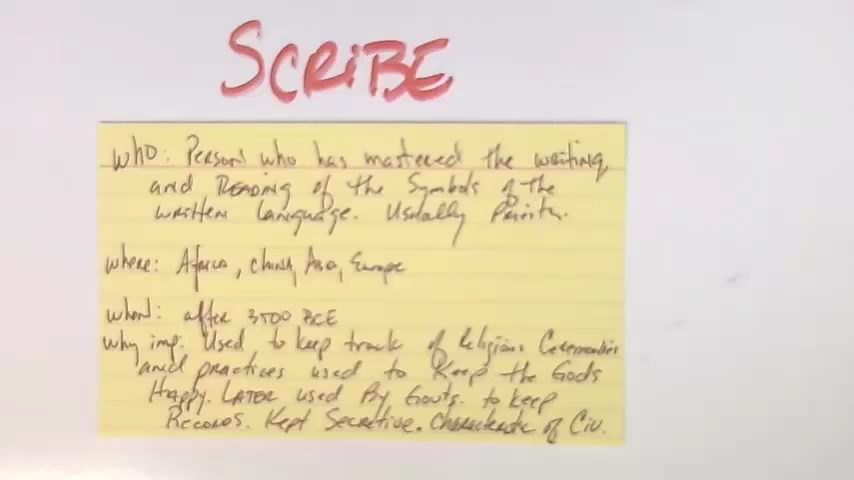 SCRIBE
Who: Person who has mastered the writing
and Reading of the Symbols of the
written language. Usually Priests.
where: Africa, China, Asia, Europe
when: after 3500 BCE
Why imp. Used to keep track of Religious Ceremonies
and practices used to keep the Gods
Happy. LATER used By Govts. to keep
Records. Kept Secretive. Characteristic of Civ.